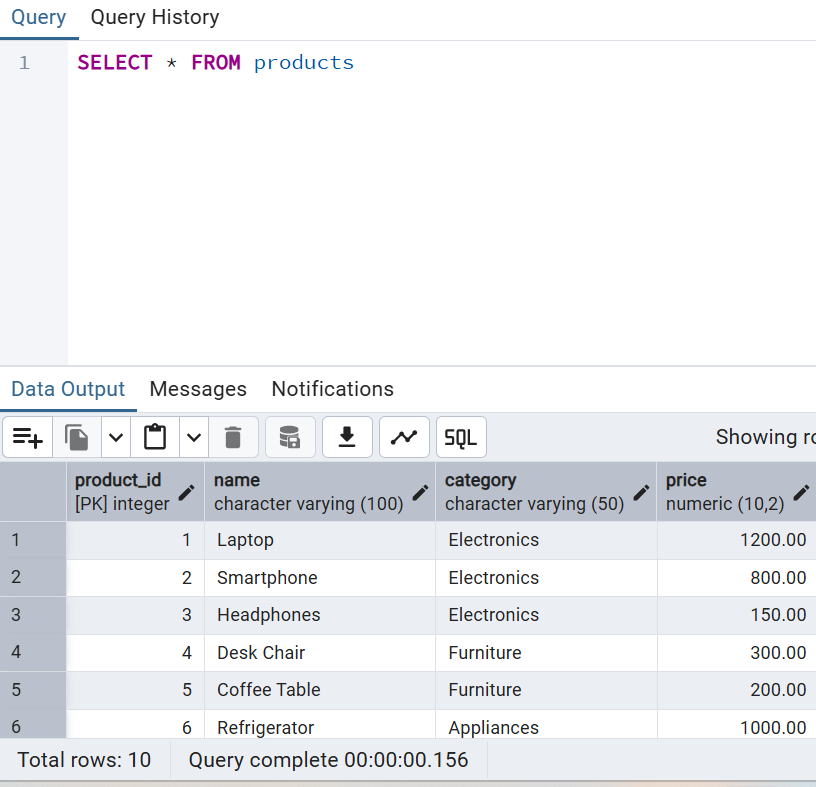 Query Query History
1 SELECT * FROM products
Data Output Messages Notifications
SQL Showing
product_id name category price
[PK] integer character varying (100) character varying (50) numeric (10,2)
1 1 Laptop Electronics 1200.00
2 2 Smartphone Electronics 800.00
3 3 Headphones Electronics 150.00
4 4 Desk Chair Furniture 300.00
5 5 Coffee Table Furniture 200.00
6 6 Refrigerator Appliances 1000.00
Total rows: 10 Query complete 00:00:00.156